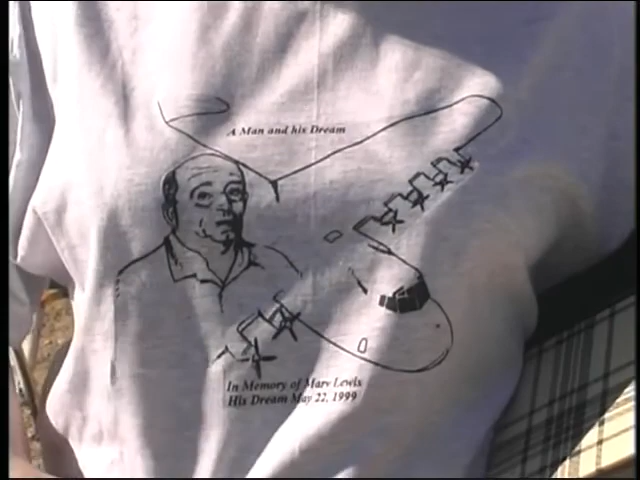 A Man and his Dream
In Memory of Marv Lewis
His Dream May 22, 1999